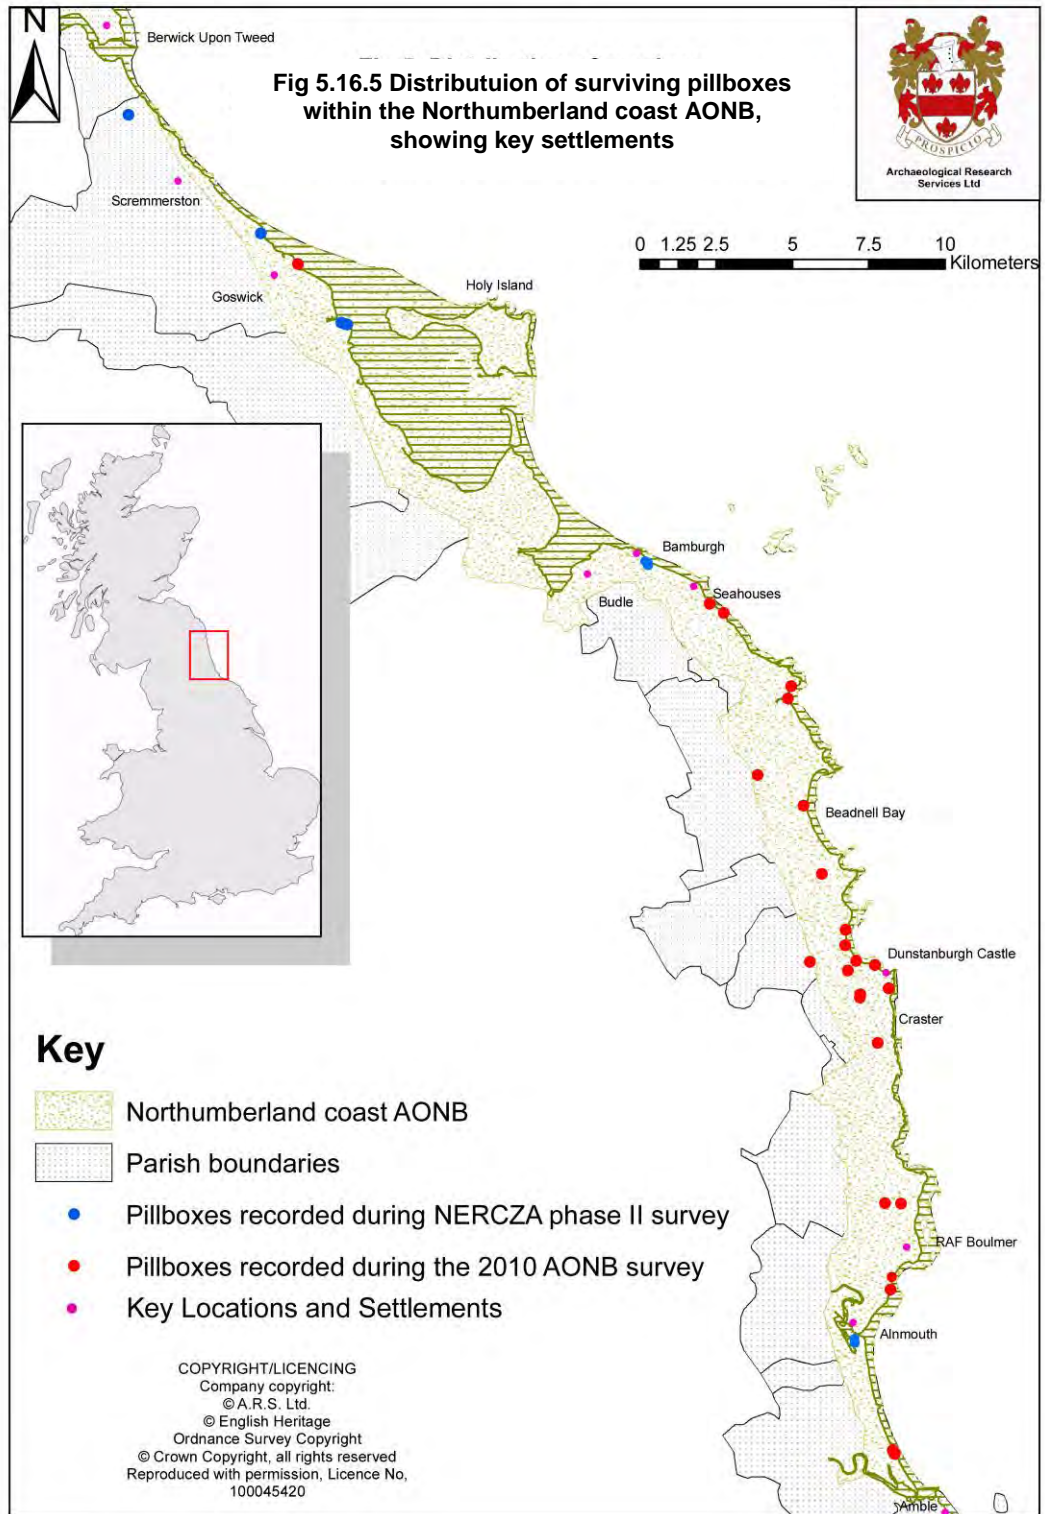 N
Berwick Upon Tweed
Fig 5.16.5 Distributuion of surviving pillboxes
within the Northumberland coast AONB,
showing key settlements
PROSPICIO
Archaeological Research
Services Ltd
Scremmerston
0 1.25 2.5 5 7.5 10
Kilometers
Goswick
Holy Island
Bamburgh
Seahouses
Budle
Beadnell Bay
Dunstanburgh Castle
Craster
RAF Boulmer
Alnmouth
Amble
Key
Northumberland coast AONB
Parish boundaries
Pillboxes recorded during NERCZA phase II survey
Pillboxes recorded during the 2010 AONB survey
Key Locations and Settlements
COPYRIGHT/LICENCING
Company copyright:
© A.R.S. Ltd.
© English Heritage
Ordnance Survey Copyright
© Crown Copyright, all rights reserved
Reproduced with permission, Licence No,
100045420